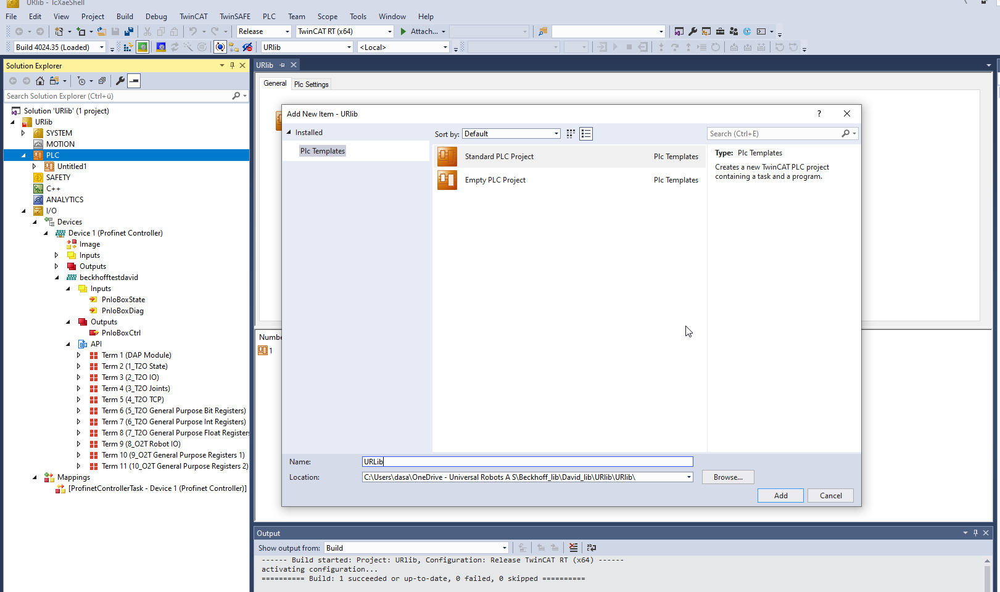 URlib - TcXaeShell
File Edit View Project Build Debug TwinCAT TwinSAFE PLC Team Scope Tools Window Help
Release TwinCAT RT (x64) Attach...
Build 4024.35 (Loaded) URlib <Local>
Solution Explorer
Search Solution Explorer (Ctrl+ü)
Solution 'URlib' (1 project)
URlib
SYSTEM
MOTION
PLC
Untitled1
SAFETY
C++
ANALYTICS
I/O
Devices
Device 1 (Profinet Controller)
Image
Inputs
Outputs
beckhofftestdavid
Inputs
PnIoBoxState
PnIoBoxDiag
Outputs
PnIoBoxCtrl
API
Term 1 (DAP Module)
Term 2 (1_T2O State)
Term 3 (2_T2O IO)
Term 4 (3_T2O Joints)
Term 5 (4_T2O TCP)
Term 6 (5_T2O General Purpose Bit Registers)
Term 7 (6_T2O General Purpose Int Registers)
Term 8 (7_T2O General Purpose Float Registers
Term 9 (8_O2T Robot IO)
Term 10 (9_O2T General Purpose Registers 1)
Term 11 (10_O2T General Purpose Registers 2)
Mappings
[ProfinetControllerTask - Device 1 (Profinet Controller)]
URlib
General Plc Settings
Numbe
1
Add New Item - URlib
Installed
Plc Templates
Sort by: Default
Search (Ctrl+E)
Standard PLC Project Plc Templates
Empty PLC Project Plc Templates
Type: Plc Templates
Creates a new TwinCAT PLC project
containing a task and a program.
Name: URLib
Location: C:\Users\dasa\OneDrive - Universal Robots A S\Beckhoff_lib\David_lib\URlib\URlib\
Browse...
Add Cancel
Output
Show output from: Build
------ Build started: Project: URlib, Configuration: Release TwinCAT RT (x64) ------
activating configuration...
========== Build: 1 succeeded or up-to-date, 0 failed, 0 skipped ==========